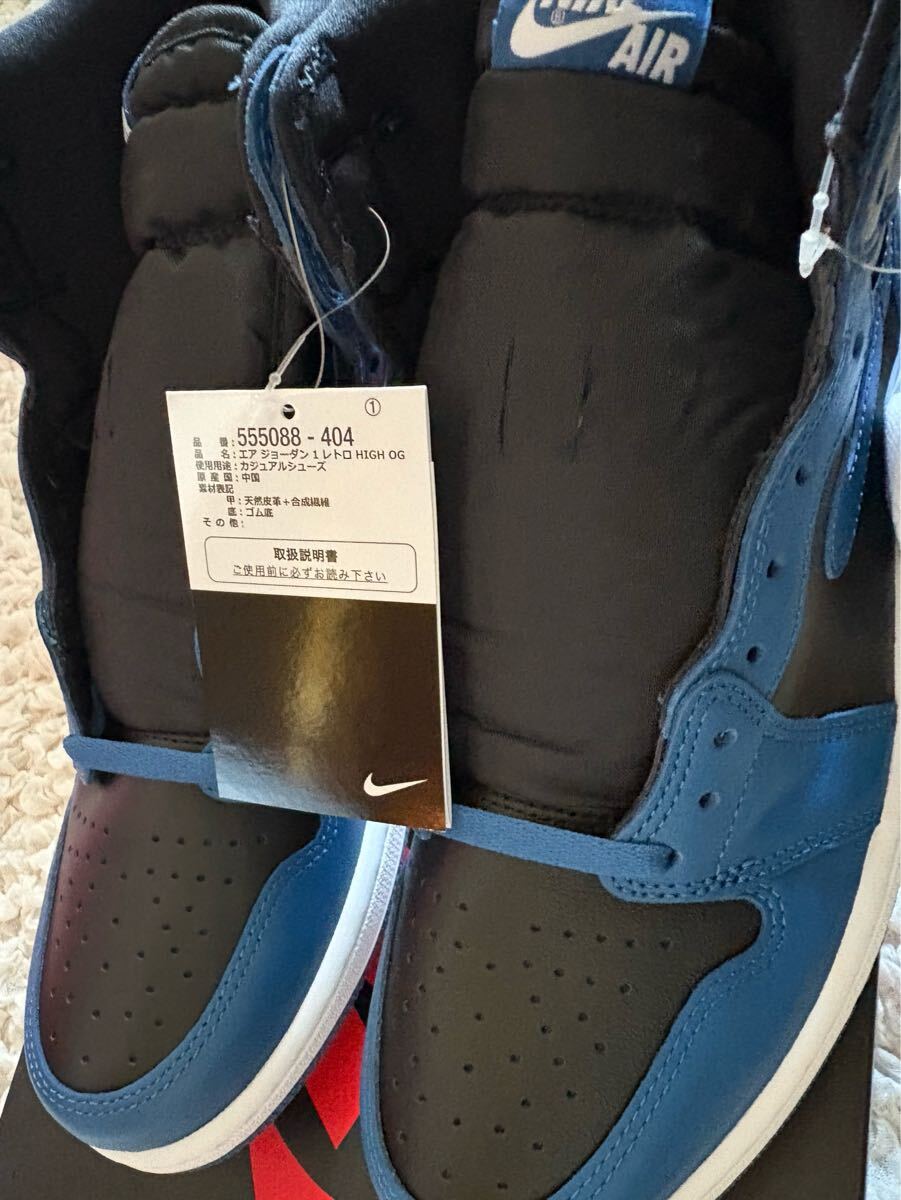 NIKE
AIR
①
品番:555088-404
品名:エア ジョーダン 1 レトロ HIGH OG
使用用途:カジュアルシューズ
原産国:中国
素材表記
甲:天然皮革+合成繊維
底:ゴム底
その他:
取扱説明書
ご使用前に必ずお読み下さい